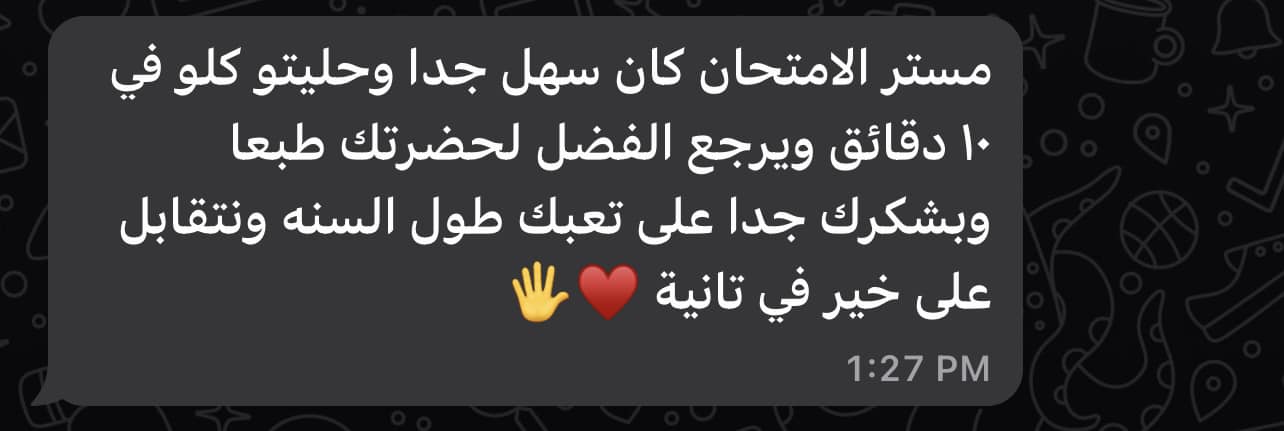 مستر الامتحان كان سهل جدا وحليتو كلو في
١٠ دقائق ويرجع الفضل لحضرتك طبعا
وبشكرك جدا على تعبك طول السنه ونتقابل
على خير في تانية ♥️🖐️
1:27 PM